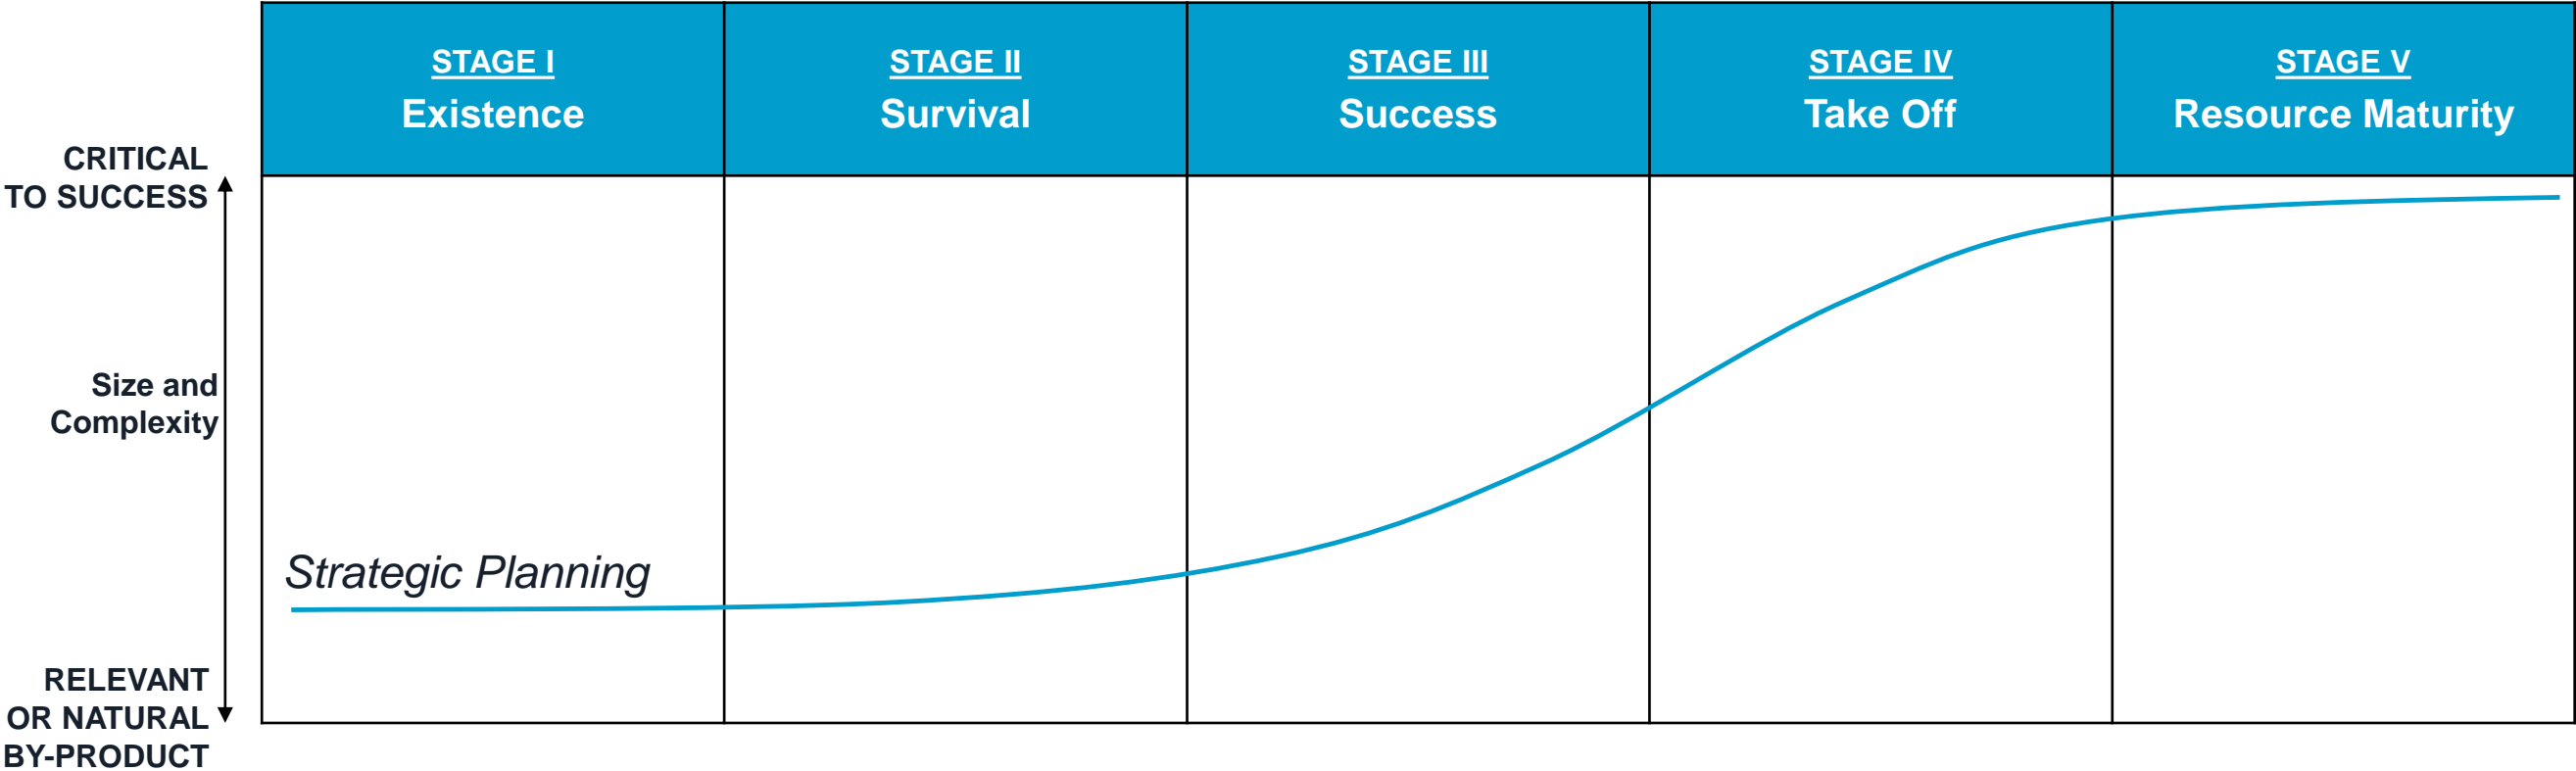 STAGE I
Existence
STAGE II
Survival
STAGE III
Success
STAGE IV
Take Off
STAGE V
Resource Maturity
CRITICAL
TO SUCCESS
Size and
Complexity
Strategic Planning
RELEVANT
OR NATURAL
BY-PRODUCT